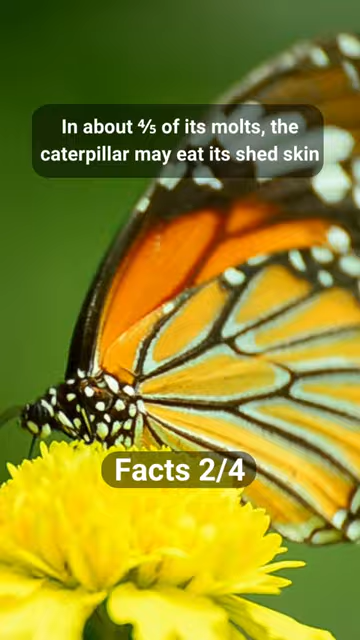 In about ⅘ of its molts, the
caterpillar may eat its shed skin
Facts 2/4